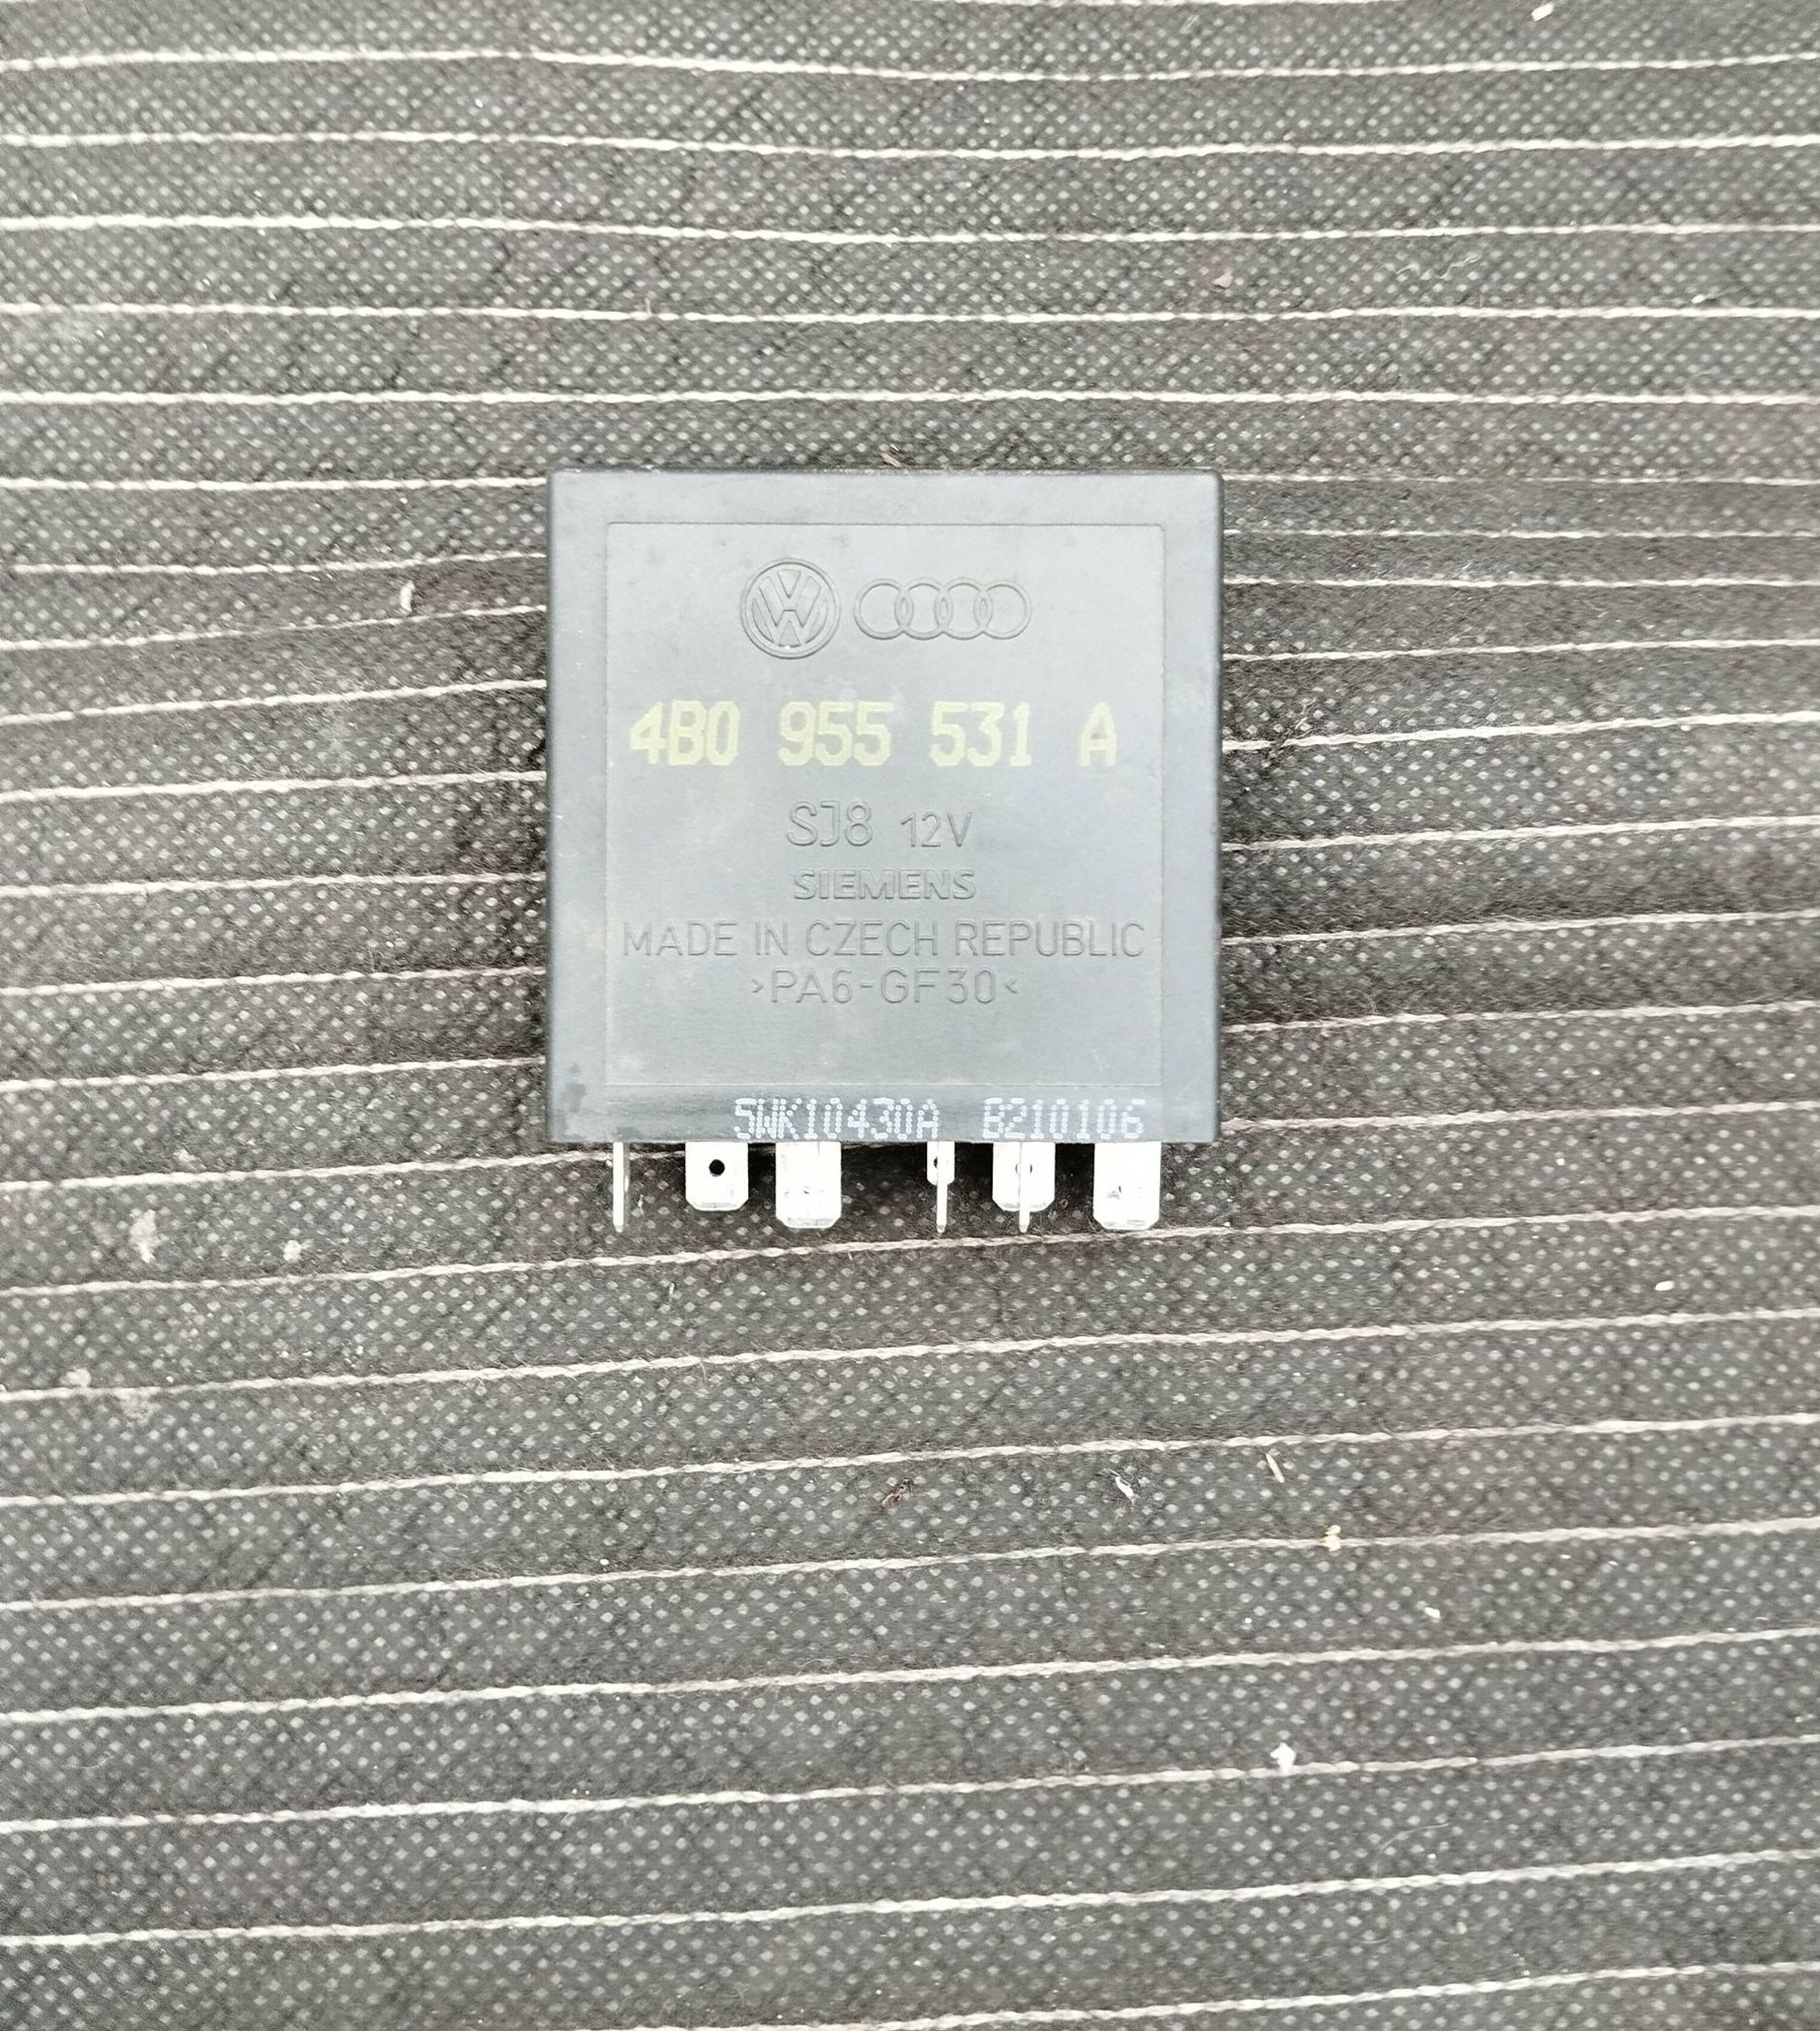 4B0 955 531 A
SJ8 12V
SIEMENS
MADE IN CZECH REPUBLIC
>PA6-GF30<
5WK10430A B210106